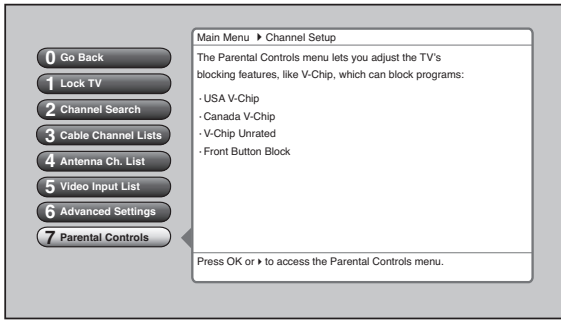 Main Menu ▸ Channel Setup
0 Go Back
1 Lock TV
2 Channel Search
3 Cable Channel Lists
4 Antenna Ch. List
5 Video Input List
6 Advanced Settings
7 Parental Controls
The Parental Controls menu lets you adjust the TV's
blocking features, like V-Chip, which can block programs:
· USA V-Chip
· Canada V-Chip
· V-Chip Unrated
· Front Button Block
Press OK or ▸ to access the Parental Controls menu.